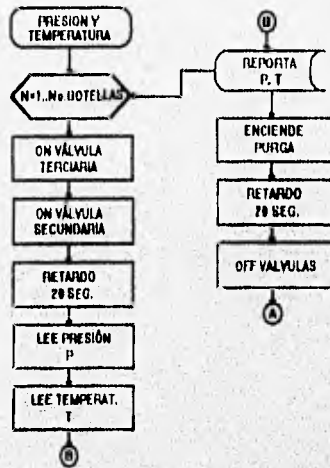 PRESION Y
TEMPERATURA
N=1..No.BOTELLAS
ON VÁLVULA
TERCIARIA
ON VÁLVULA
SECUNDARIA
RETARDO
20 SEG.
LEE PRESIÓN
P
LEE TEMPERAT.
T
B
REPORTA
P, T
ENCIENDE
PURGA
RETARDO
20 SEG.
OFF VALVULAS
A